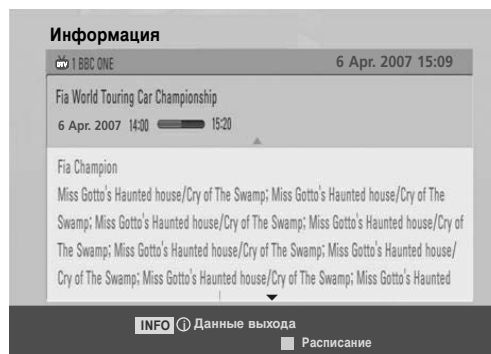 Информация
DTV 1 BBC ONE 6 Apr. 2007 15:09
Fia World Touring Car Championship
6 Apr. 2007 14:00 15:20
Fia Champion
Miss Gotto's Haunted house/Cry of The Swamp; Miss Gotto's Haunted house/Cry of The
Swamp; Miss Gotto's Haunted house/Cry of The Swamp; Miss Gotto's Haunted house/Cry of
The Swamp; Miss Gotto's Haunted house/Cry of The Swamp; Miss Gotto's Haunted house/
Cry of The Swamp; Miss Gotto's Haunted house/Cry of The Swamp; Miss Gotto's Haunted
INFO i Данные выхода
Расписание